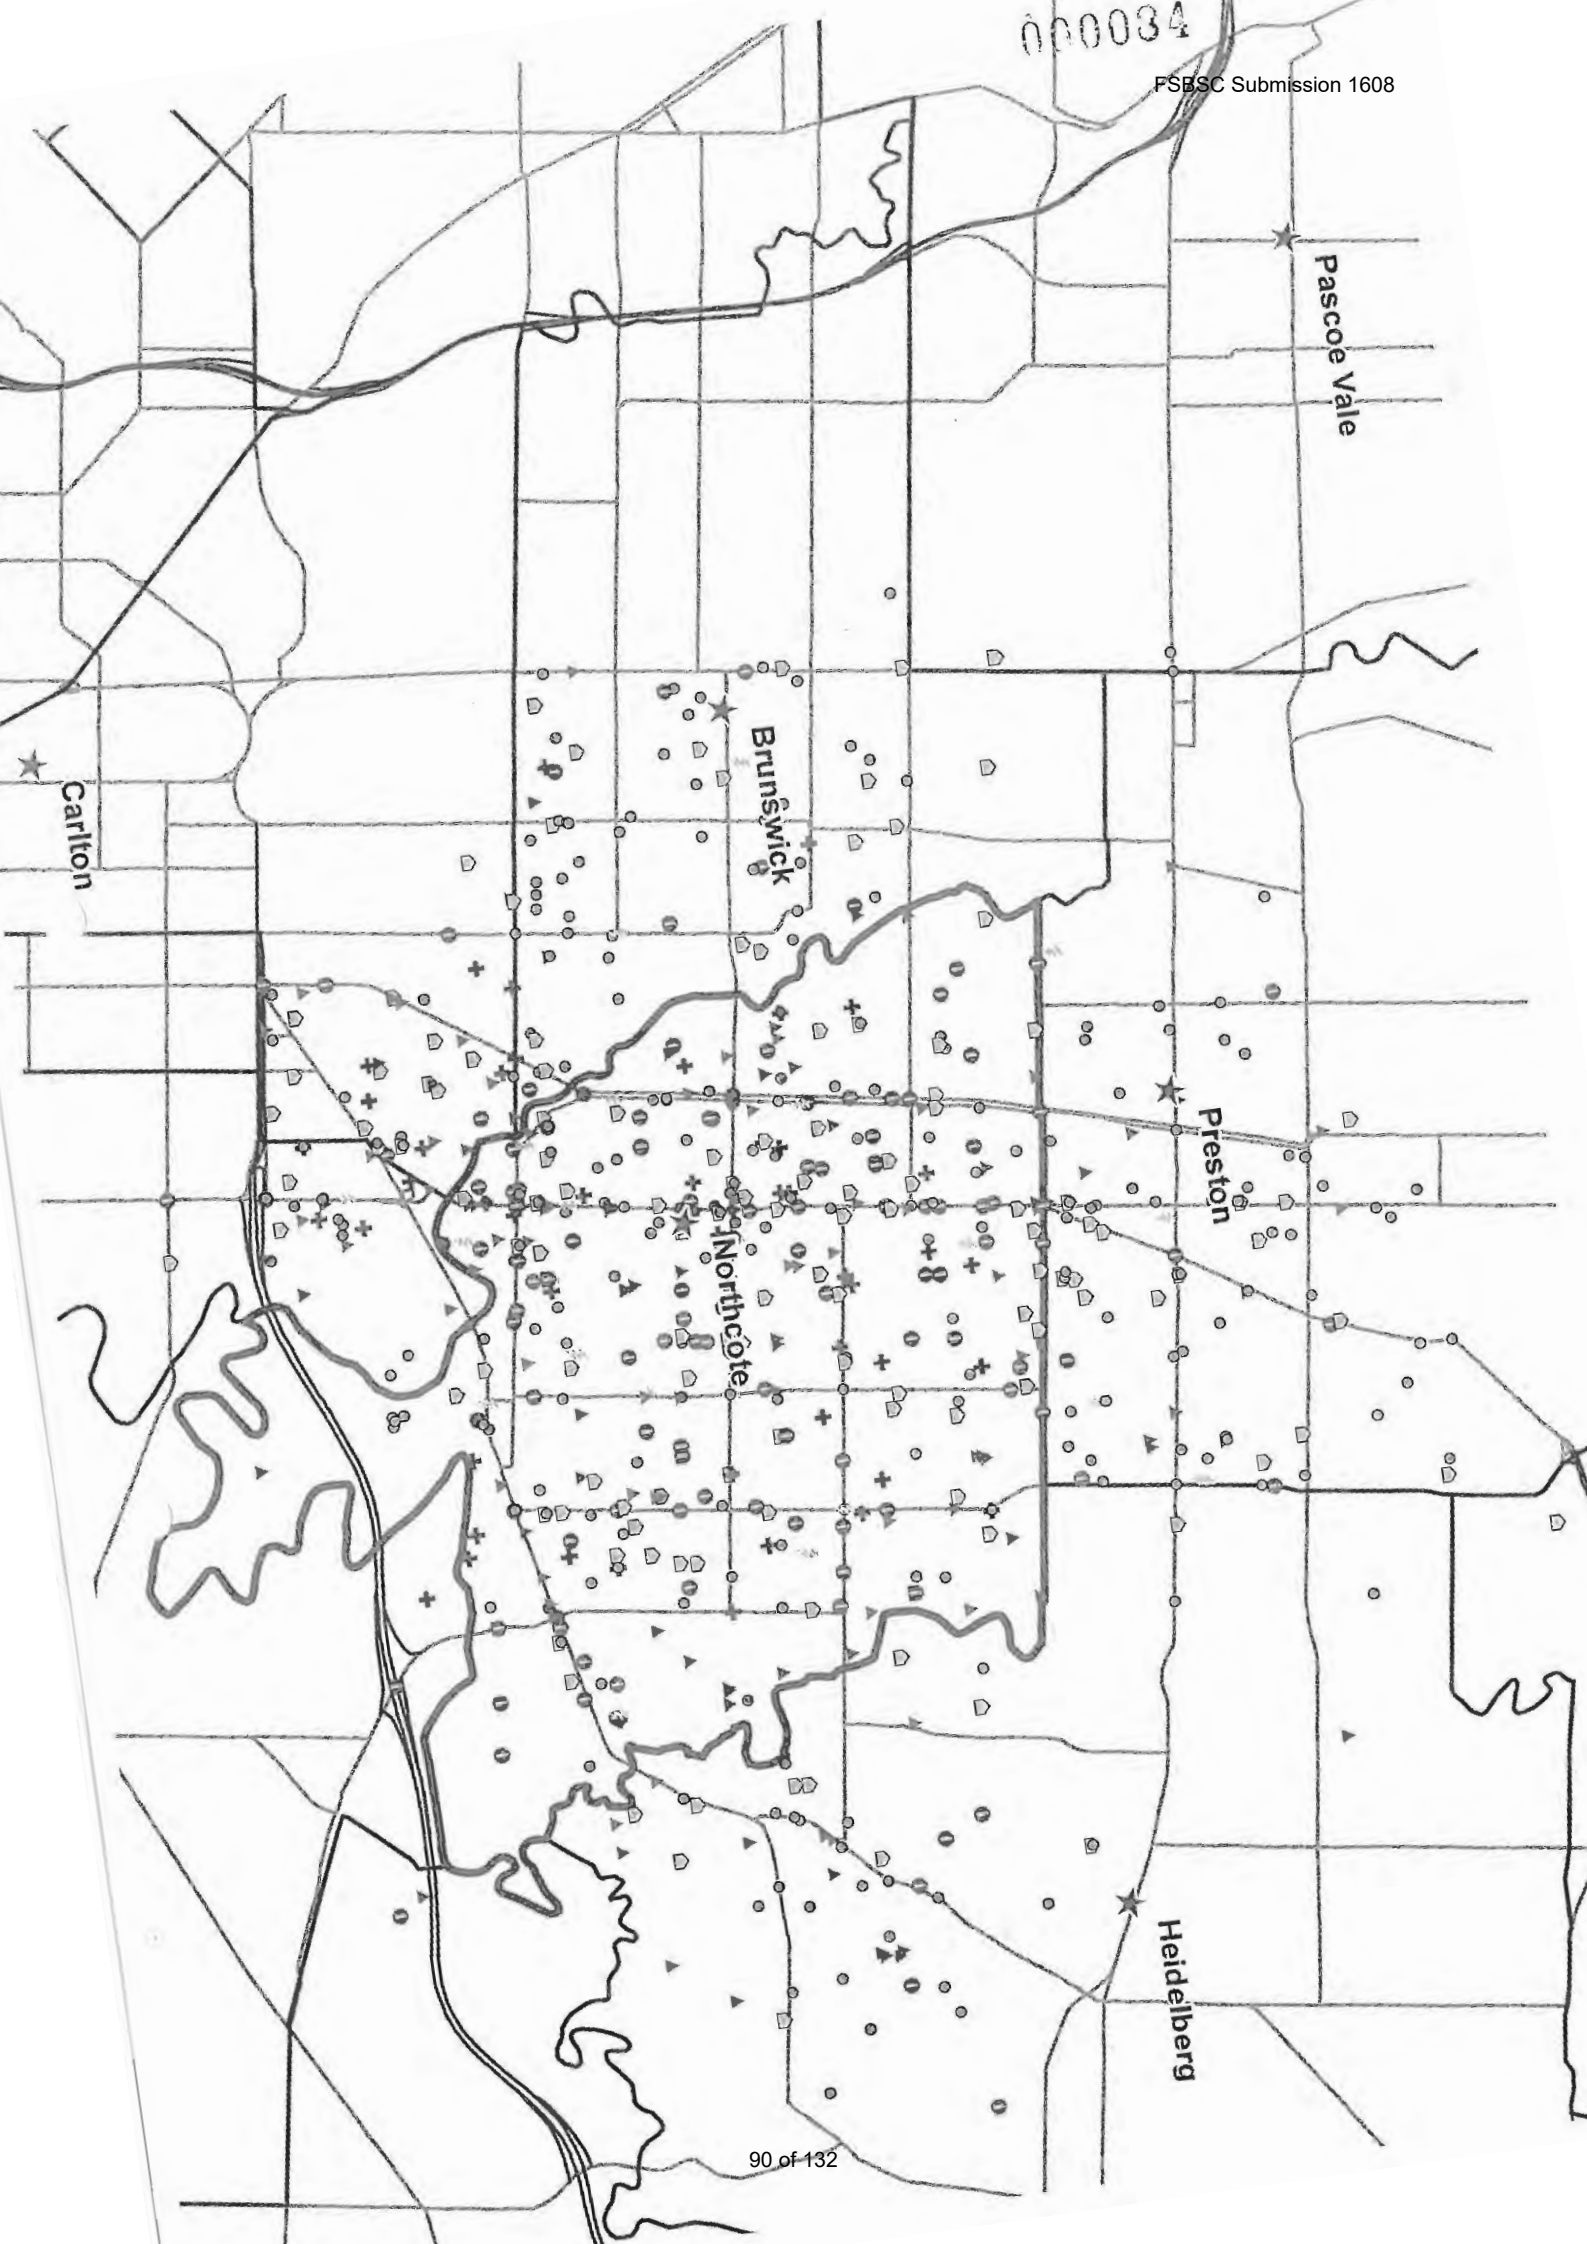 000034
FSBSC Submission 1608
Pascoe Vale
Brunswick
Carlton
Preston
Northcote
Heidelberg
90 of 132